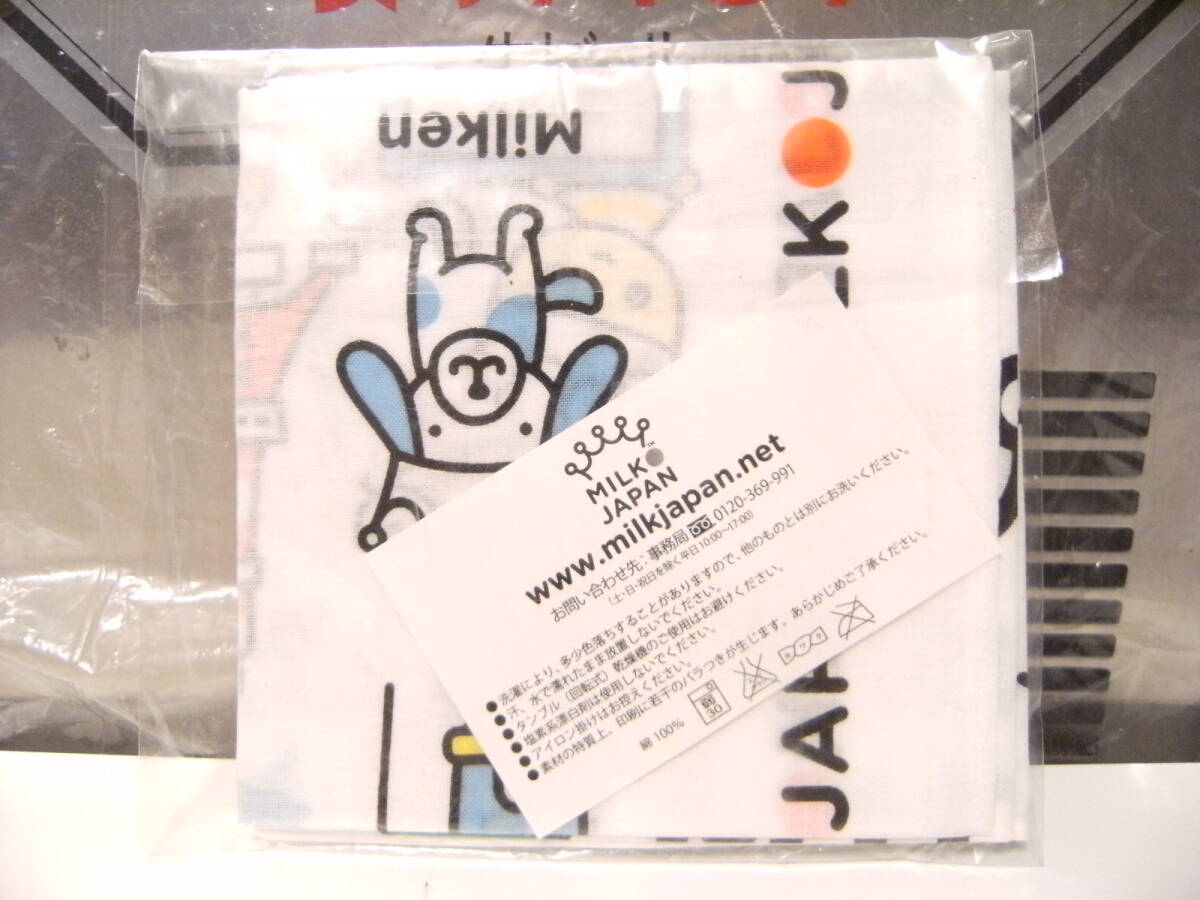 Milken
MILK
JAPAN
www.milkjapan.net
お問い合わせ先：事務局 0120-369-991
（土・日・祝日を除く平日10:00～17:00）
●洗濯により、多少色落ちすることがありますので、他のものとは別にお洗いください。
●汗、水で濡れたまま放置しないでください。
●タンブル（回転式）乾燥機のご使用はお避けください。
●塩素系漂白剤は使用しないでください。
●アイロン掛けはお控えください。
●素材の特質上、印刷に若干のバラつきが生じます。あらかじめご了承ください。
綿100%
弱
30
エンソ